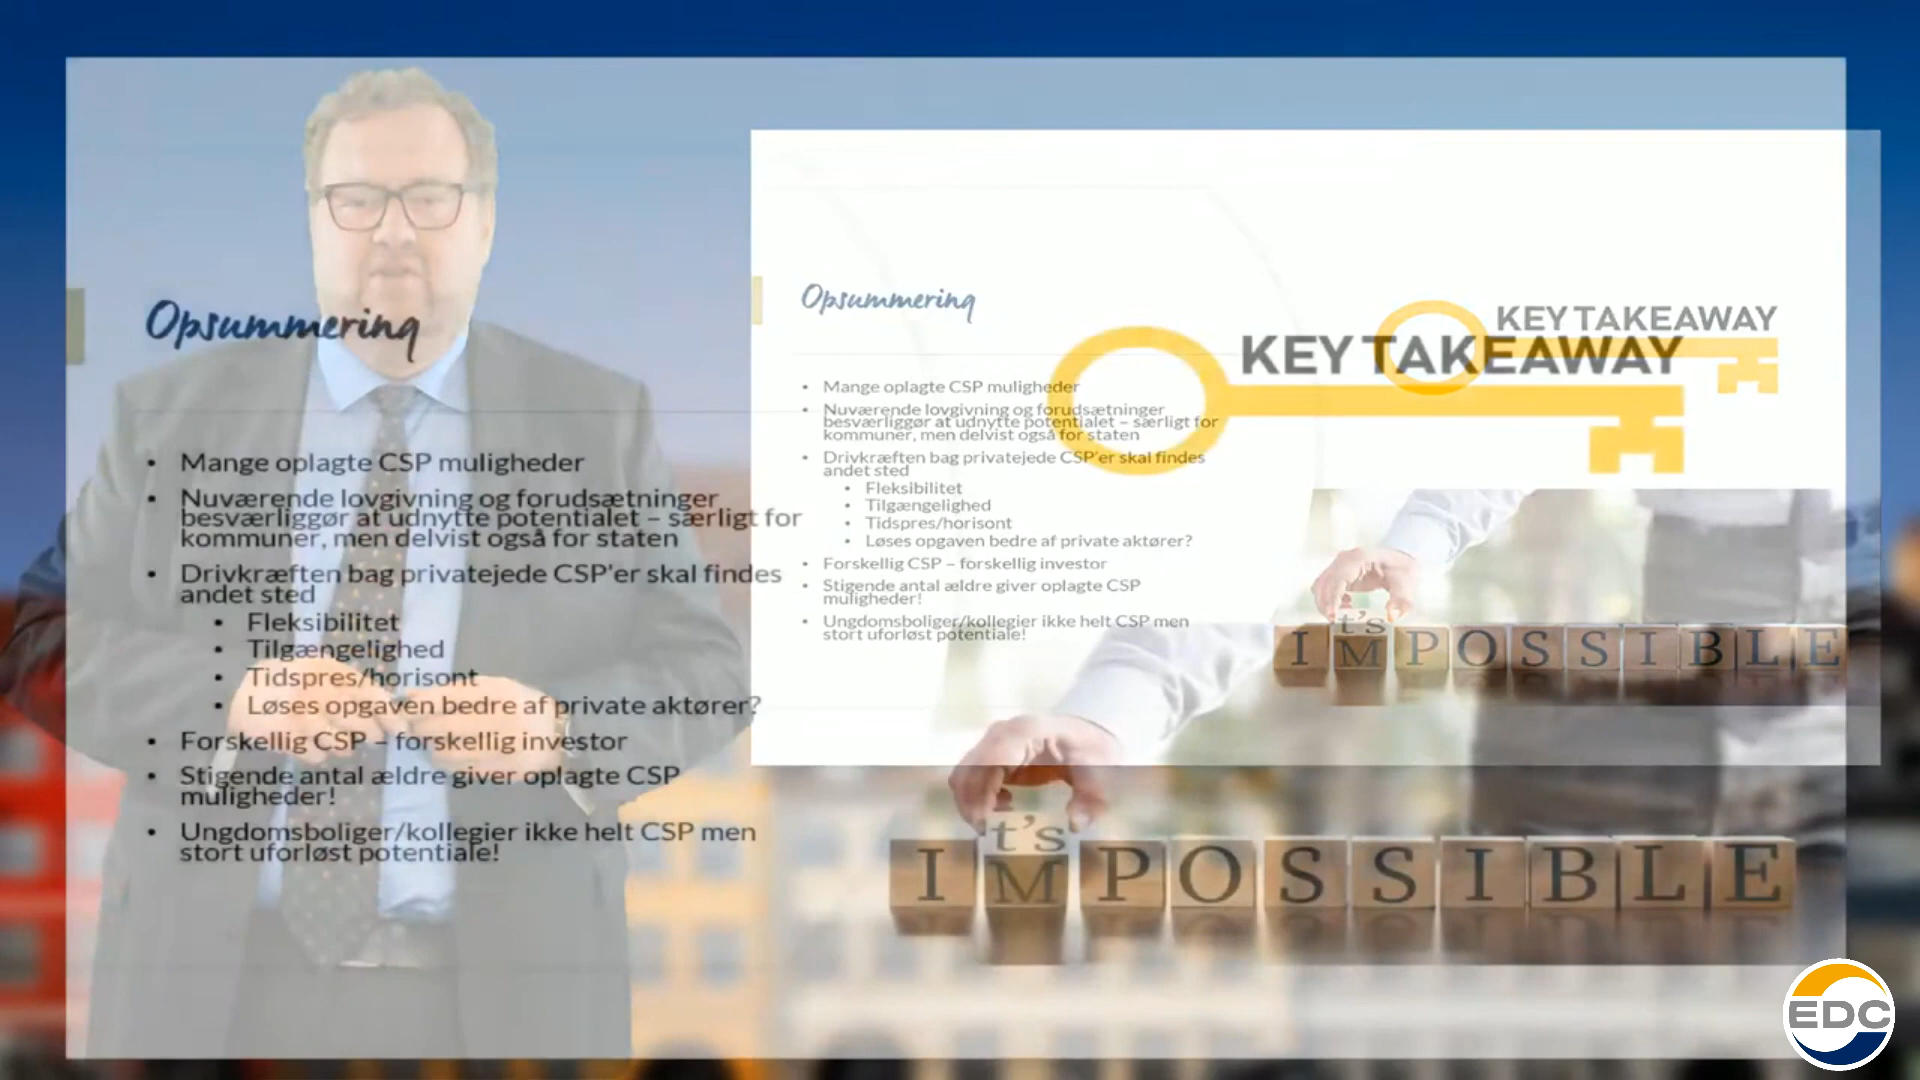 Opsummering
• Mange oplagte CSP muligheder
• Nuværende lovgivning og forudsætninger
besværliggør at udnytte potentialet – særligt for
kommuner, men delvist også for staten
• Drivkræften bag privatejede CSP'er skal findes
andet sted
• Fleksibilitet
• Tilgængelighed
• Tidspres/horisont
• Løses opgaven bedre af private aktører?
• Forskellig CSP – forskellig investor
• Stigende antal ældre giver oplagte CSP
muligheder!
• Ungdomsboliger/kollegier ikke helt CSP men
stort uforløst potentiale!
KEY TAKEAWAY
t's
IMPOSSIBLE
Opsummering
• Mange oplagte CSP muligheder
• Nuværende lovgivning og forudsætninger
besværliggør at udnytte potentialet – særligt for
kommuner, men delvist også for staten
• Drivkræften bag privatejede CSP'er skal findes
andet sted
• Fleksibilitet
• Tilgængelighed
• Tidspres/horisont
• Løses opgaven bedre af private aktører?
• Forskellig CSP – forskellig investor
• Stigende antal ældre giver oplagte CSP
muligheder!
• Ungdomsboliger/kollegier ikke helt CSP men
stort uforløst potentiale!
KEY TAKEAWAY
t's
IMPOSSIBLE
EDC